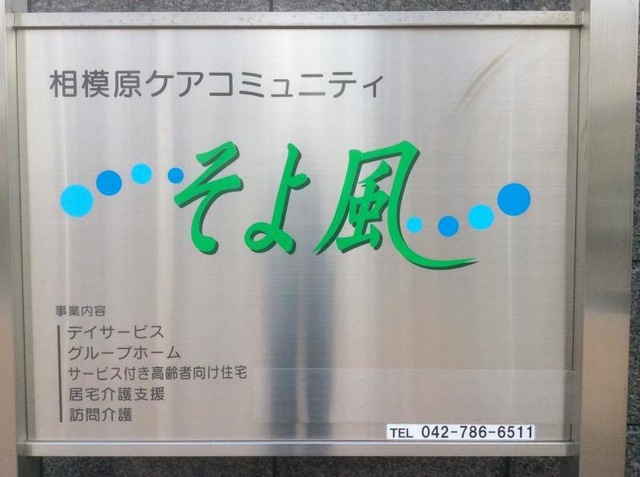 相模原ケアコミュニティ
そよ風
事業内容
デイサービス
グループホーム
サービス付き高齢者向け住宅
居宅介護支援
訪問介護
TEL 042-786-6511